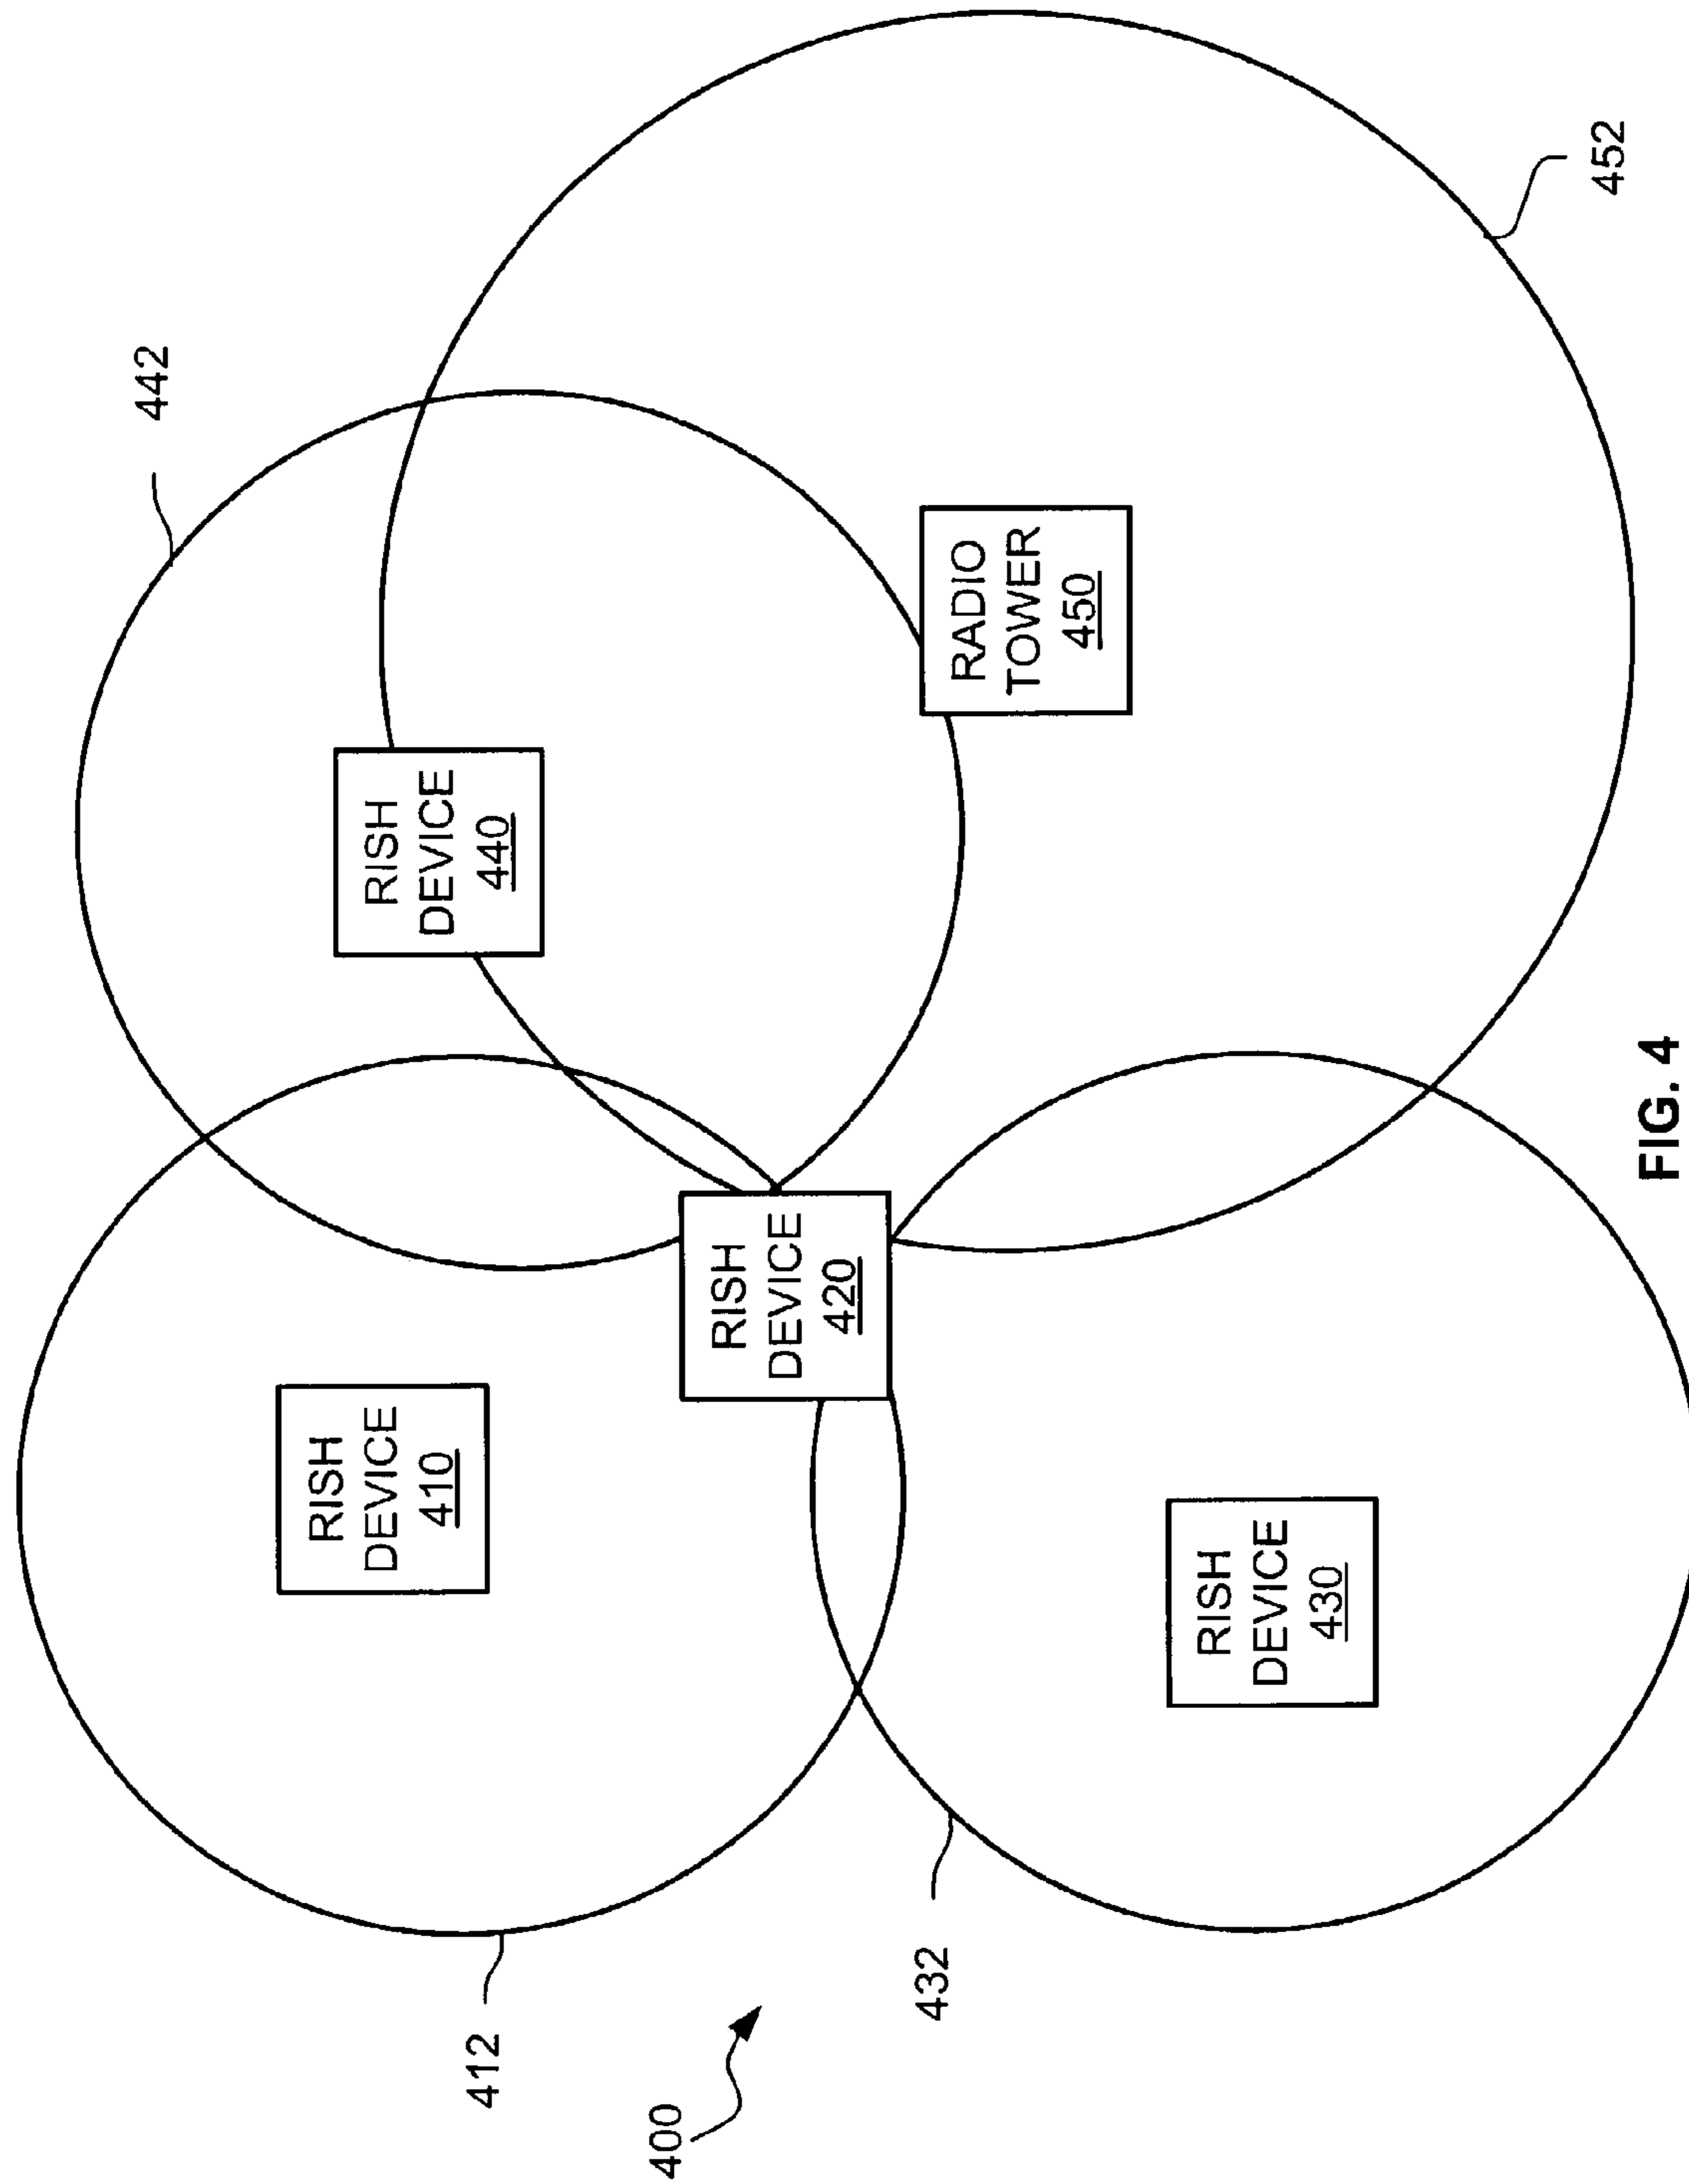 442
452
RISH
DEVICE
440
RADIO
TOWER
450
RISH
DEVICE
410
RISH
DEVICE
420
RISH
DEVICE
430
412
432
400
FIG. 4